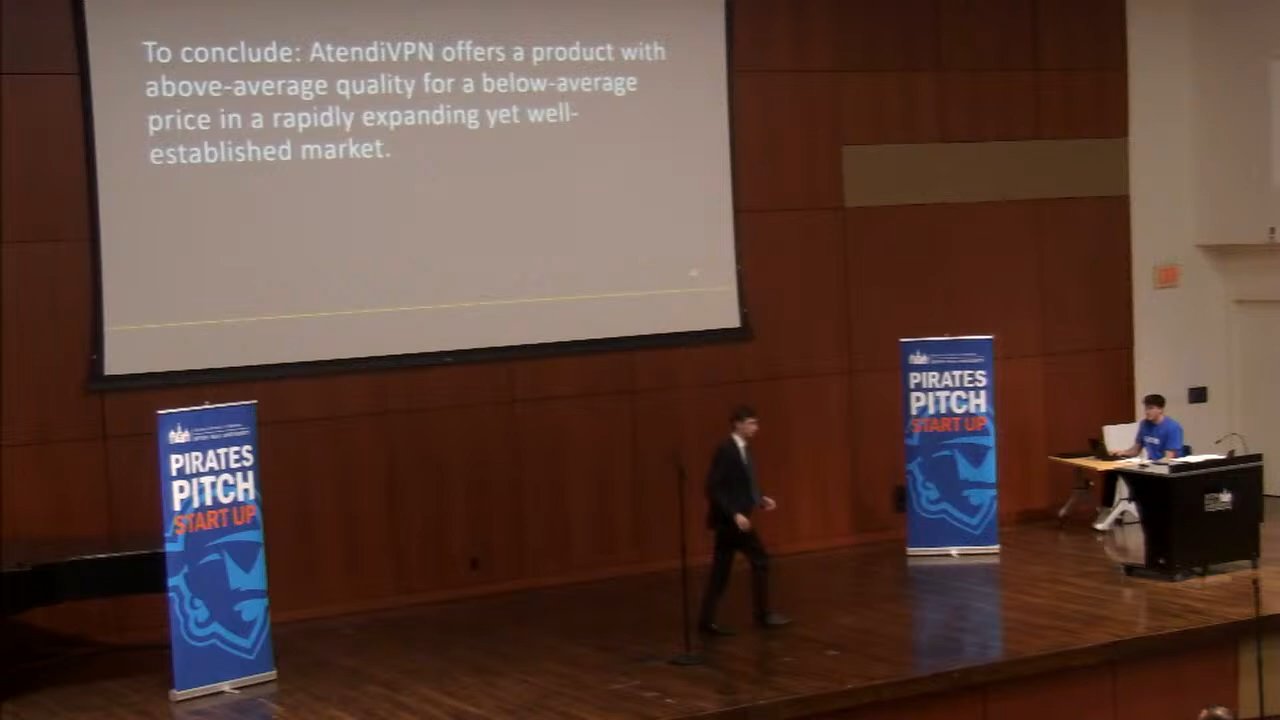 To conclude: AtendiVPN offers a product with
above-average quality for a below-average
price in a rapidly expanding yet well-
established market.
PIRATES
PITCH
START UP
PIRATES
PITCH
START UP